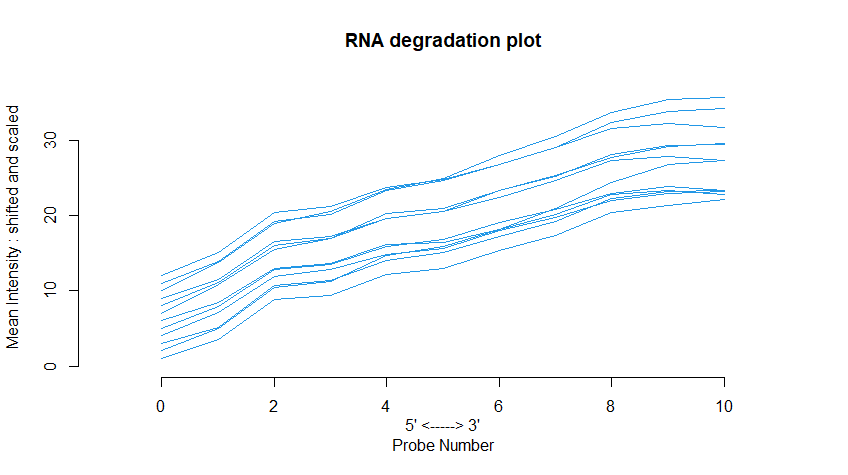 RNA degradation plot
Mean Intensity : shifted and scaled
30
20
10
0
0 2 4 6 8 10
5' <-----> 3'
Probe Number